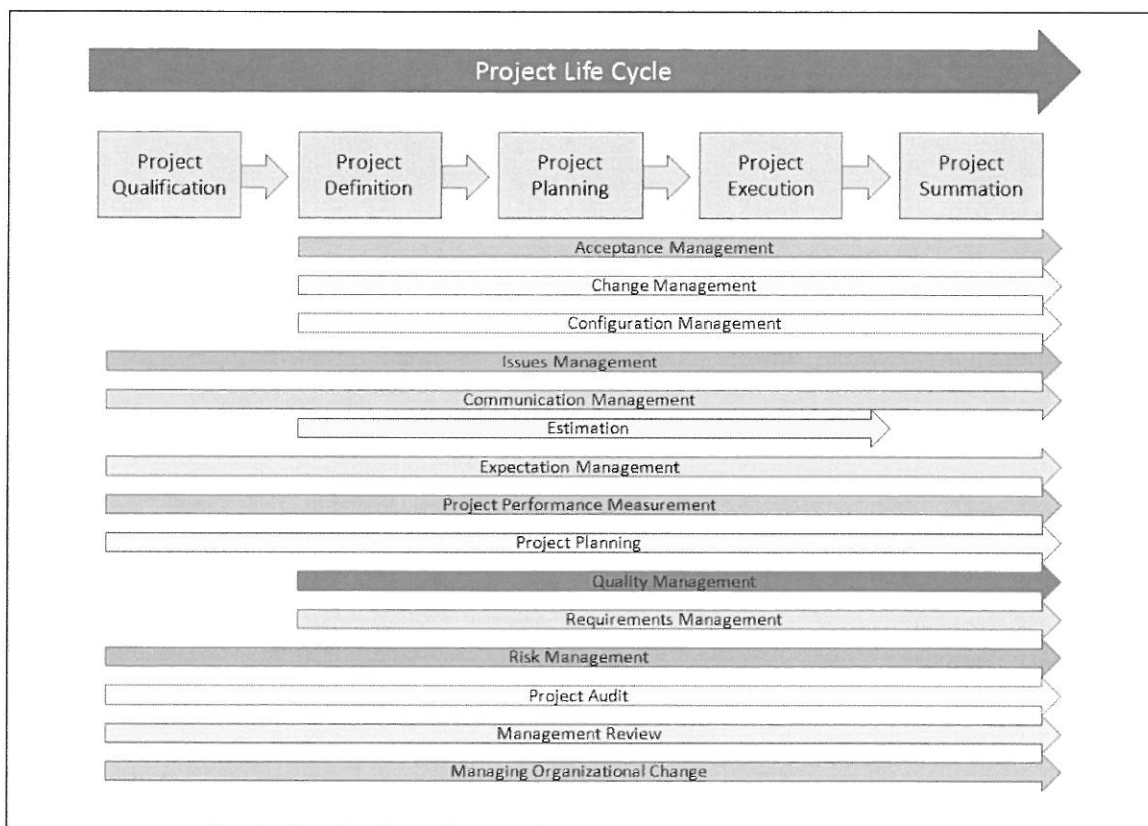 Project Life Cycle
Project
Qualification
Project
Definition
Project
Planning
Project
Execution
Project
Summation
Acceptance Management
Change Management
Configuration Management
Issues Management
Communication Management
Estimation
Expectation Management
Project Performance Measurement
Project Planning
Quality Management
Requirements Management
Risk Management
Project Audit
Management Review
Managing Organizational Change